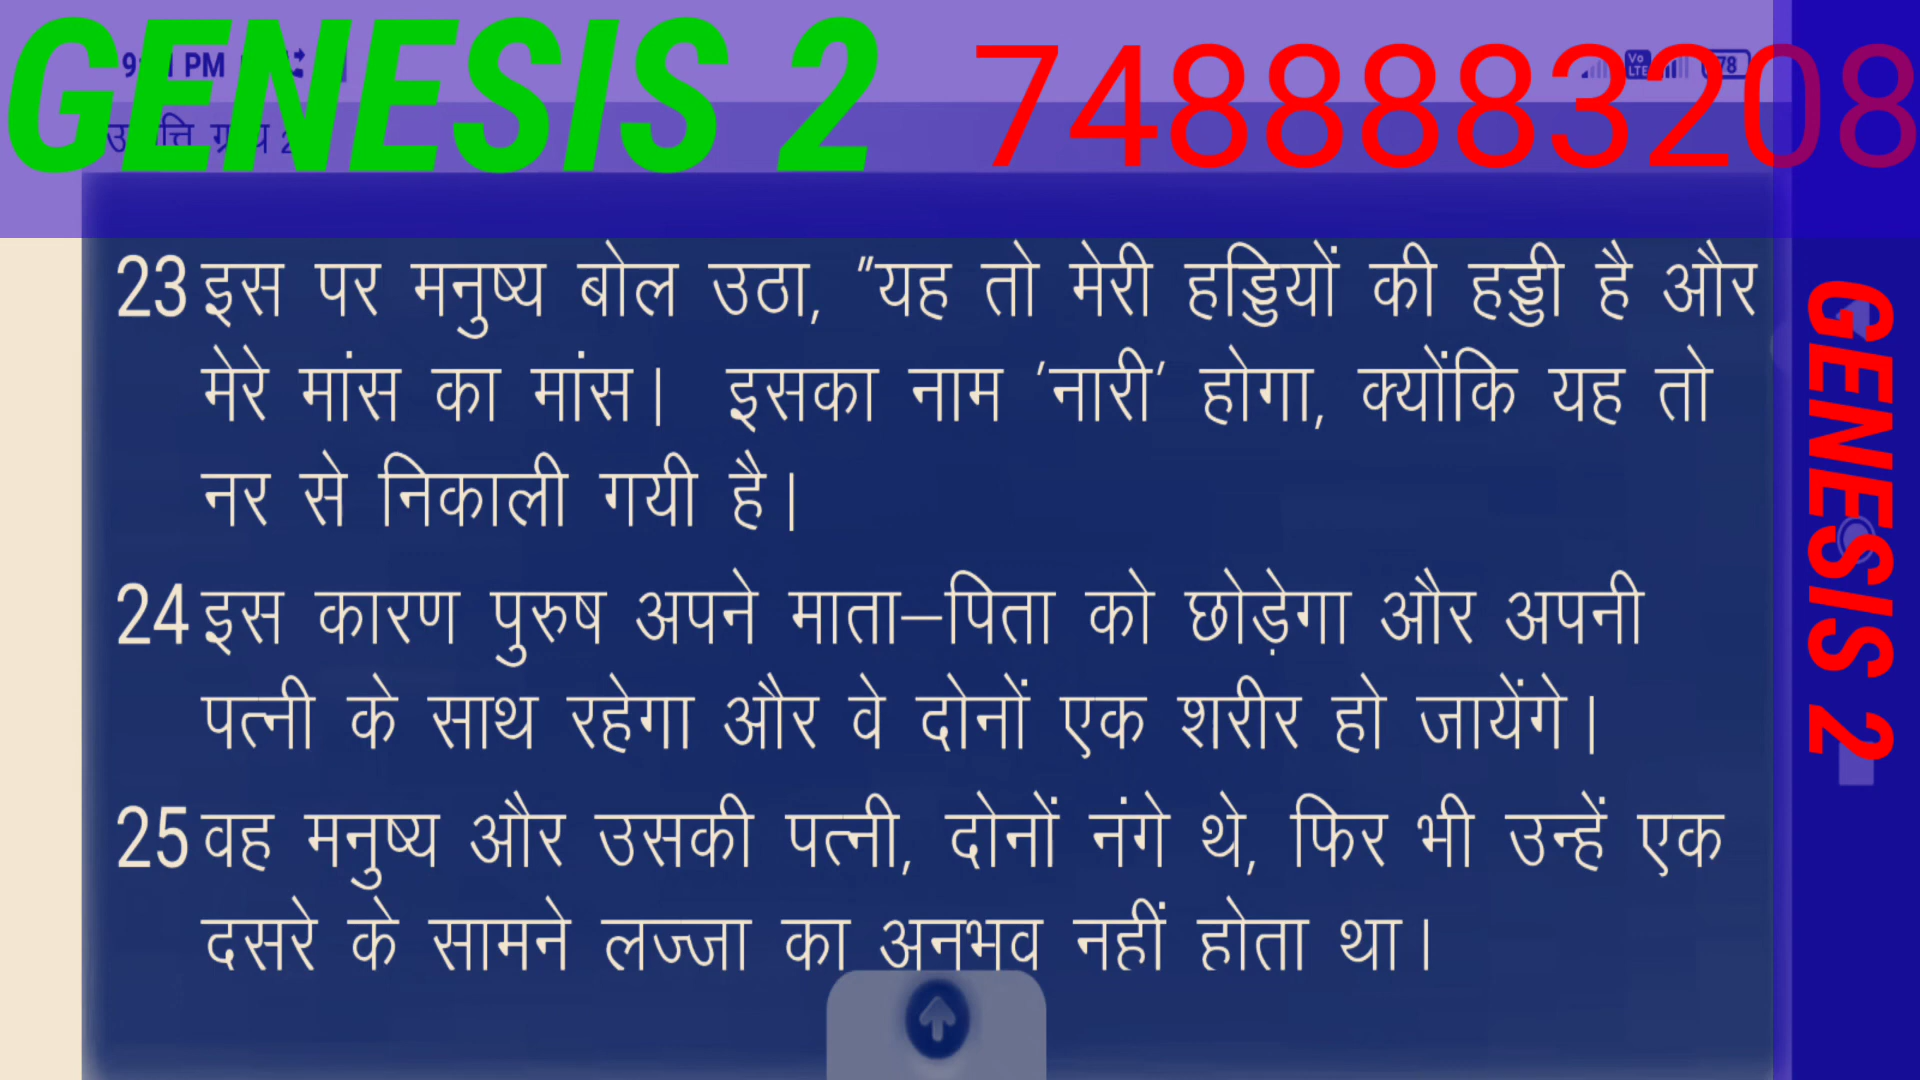 GENESIS 2 7488883208
PM
78
23 इस पर मनुष्य बोल उठा, "यह तो मेरी हड्डियों की हड्डी है और
मेरे मांस का मांस। इसका नाम 'नारी' होगा, क्योंकि यह तो
नर से निकाली गयी है।
24 इस कारण पुरुष अपने माता–पिता को छोड़ेगा और अपनी
पत्नी के साथ रहेगा और वे दोनों एक शरीर हो जायेंगे।
25 वह मनुष्य और उसकी पत्नी, दोनों नंगे थे, फिर भी उन्हें एक
दसरे के सामने लज्जा का अनभव नहीं होता था।
GENESIS 2